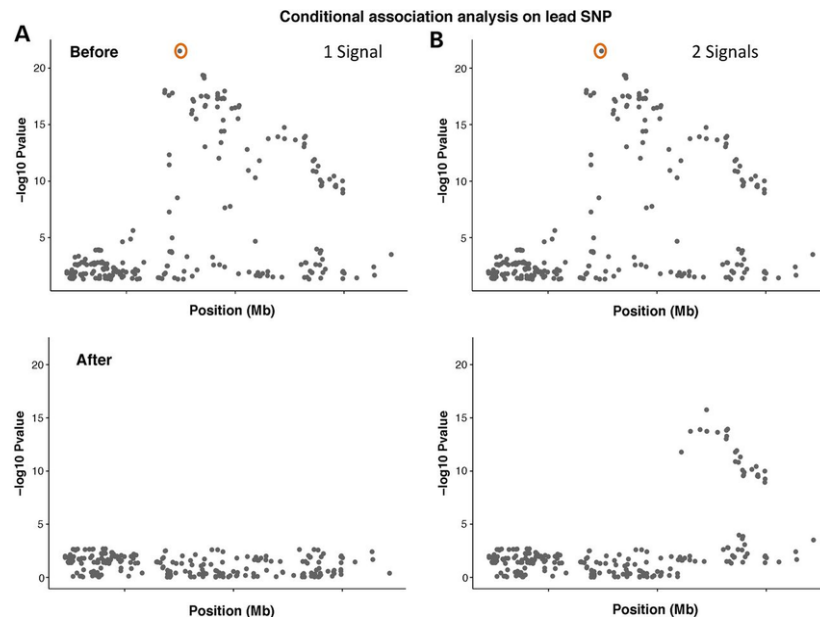 Conditional association analysis on lead SNP
A
Before
1 Signal
20
15
10
5
−log10 Pvalue
Position (Mb)
B
2 Signals
20
15
10
5
−log10 Pvalue
Position (Mb)
After
20
15
10
5
0
−log10 Pvalue
Position (Mb)
20
15
10
5
0
−log10 Pvalue
Position (Mb)